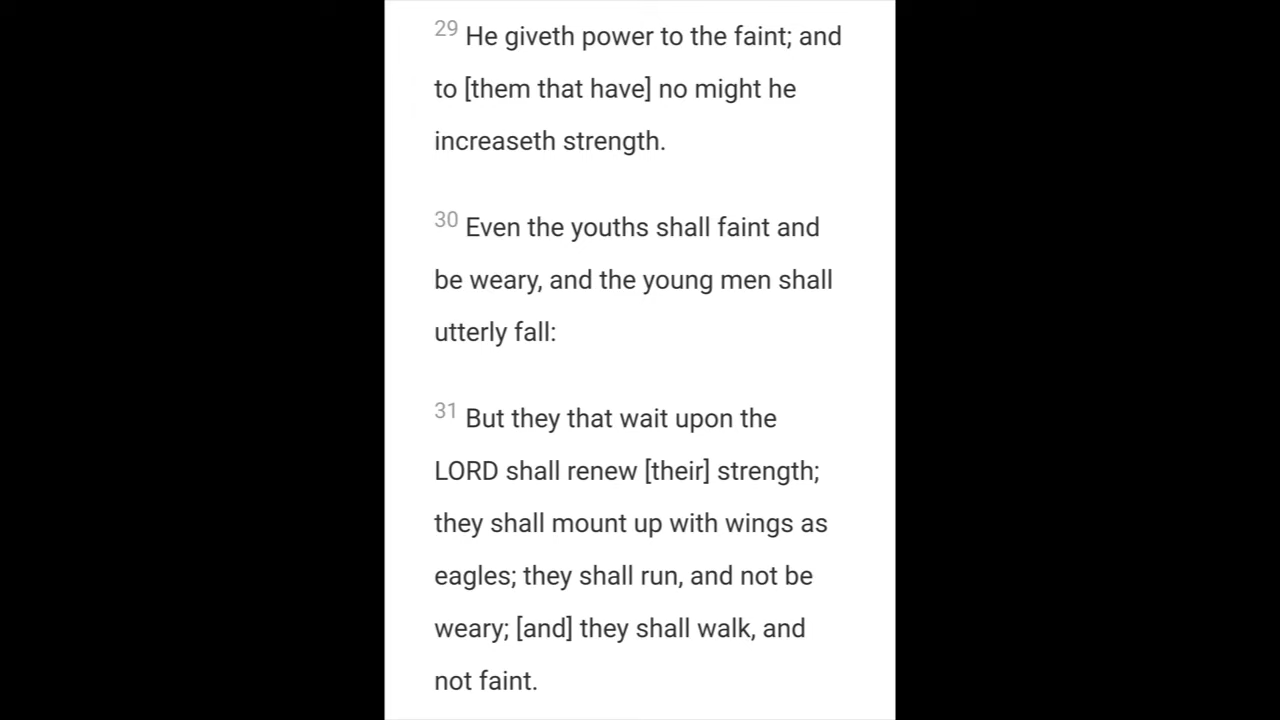 29 He giveth power to the faint; and
to [them that have] no might he
increaseth strength.
30 Even the youths shall faint and
be weary, and the young men shall
utterly fall:
31 But they that wait upon the
LORD shall renew [their] strength;
they shall mount up with wings as
eagles; they shall run, and not be
weary; [and] they shall walk, and
not faint.